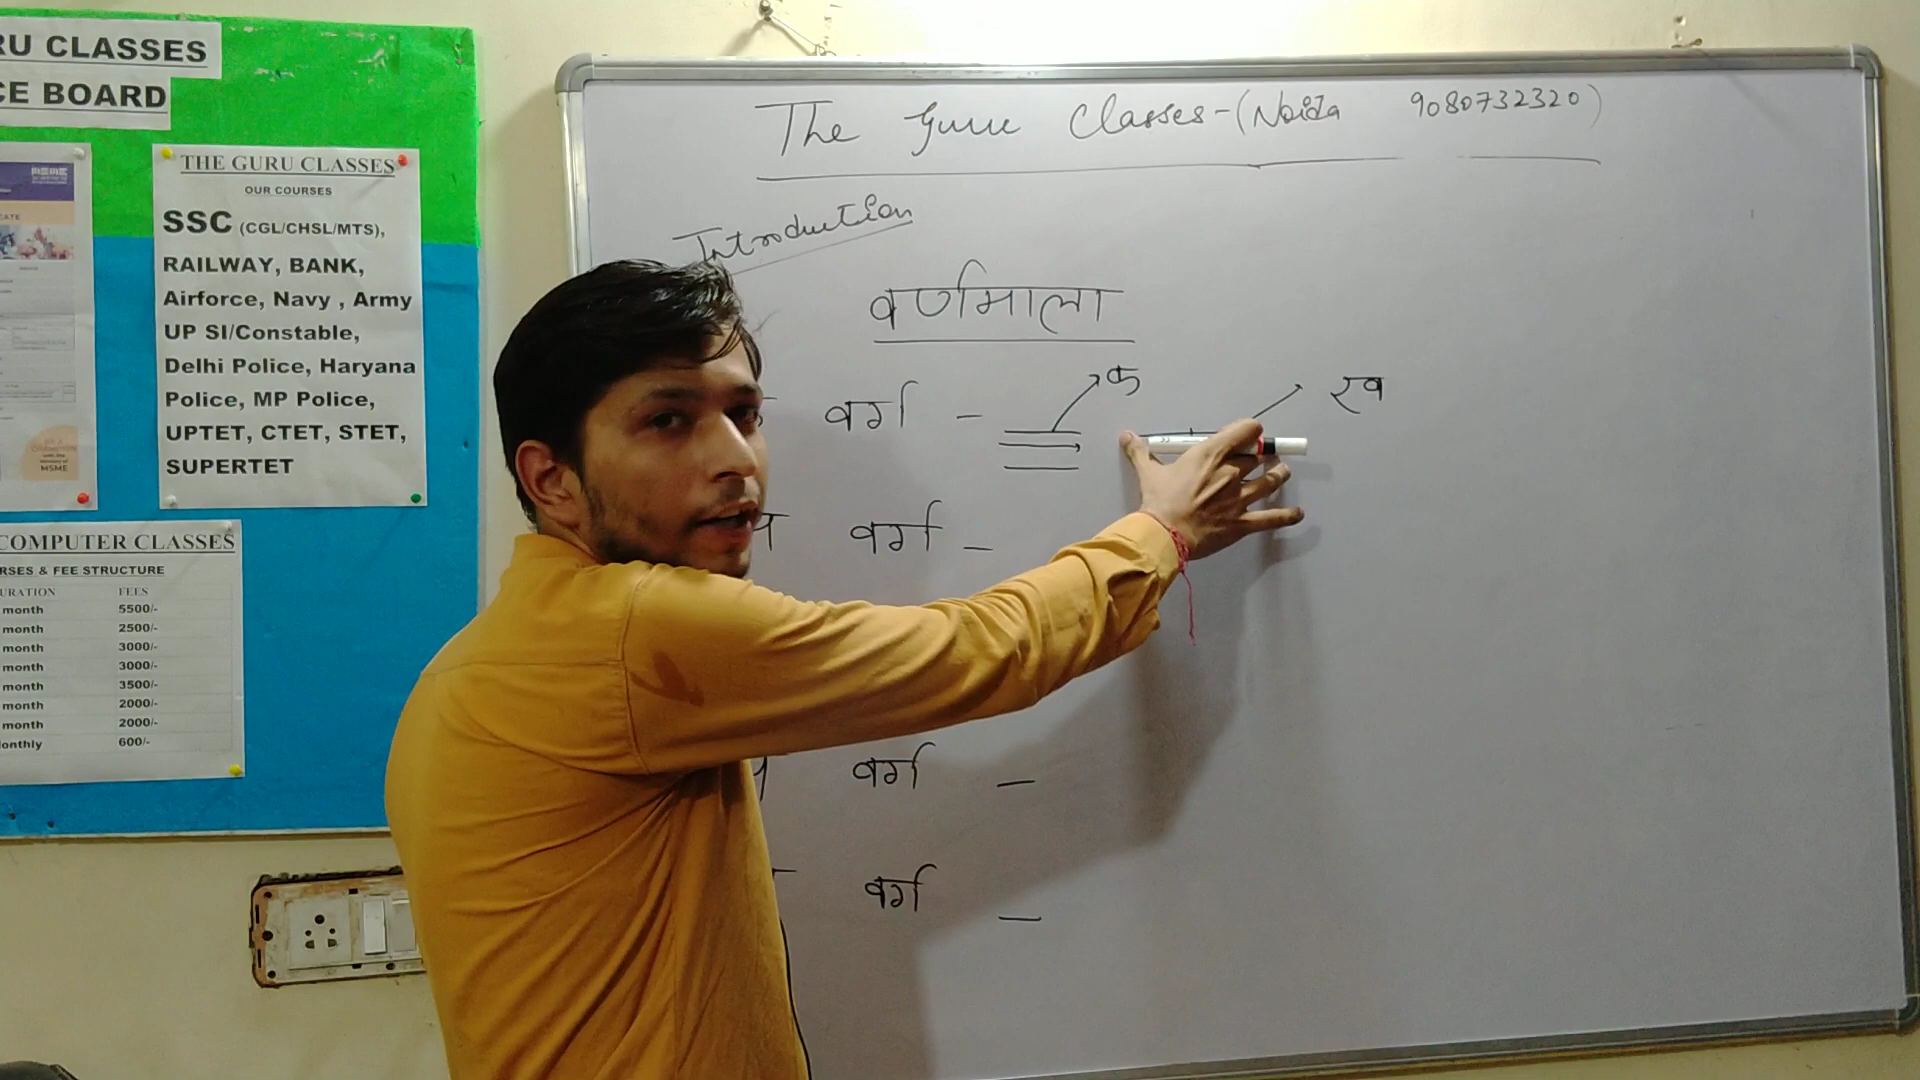 RU CLASSES
CE BOARD
MSME
THE GURU CLASSES
OUR COURSES
SSC (CGL/CHSL/MTS),
RAILWAY, BANK,
Airforce, Navy , Army
UP SI/Constable,
Delhi Police, Haryana
Police, MP Police,
UPTET, CTET, STET,
SUPERTET
MSME
COMPUTER CLASSES
RSES & FEE STRUCTURE
URATION FEES
month 5500/-
month 2500/-
month 3000/-
month 3000/-
month 3500/-
month 2000/-
month 2000/-
onthly 600/-
The Guru Classes-(Noida 9080732320)
Introduction
वर्णमाला
वर्ग - क ख
वर्ग -
वर्ग -
वर्ग -